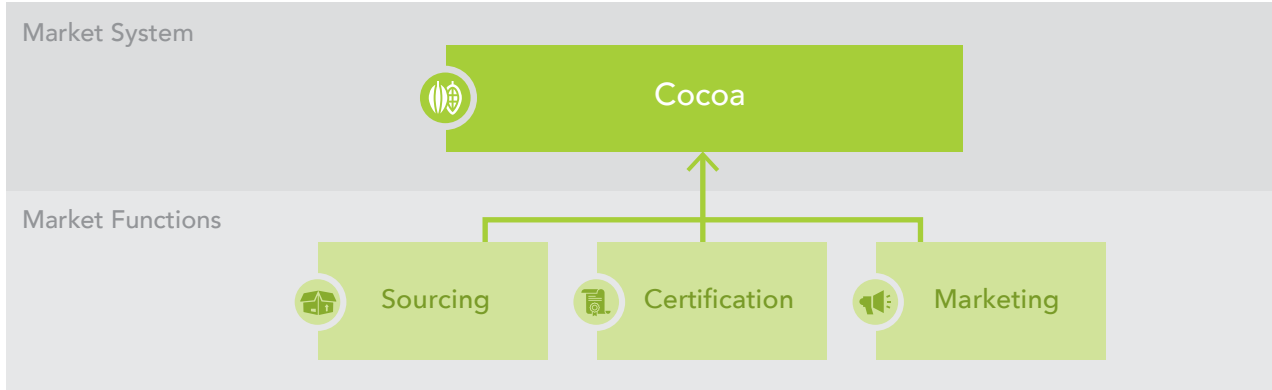 Market System
Cocoa
Market Functions
Sourcing
Certification
Marketing